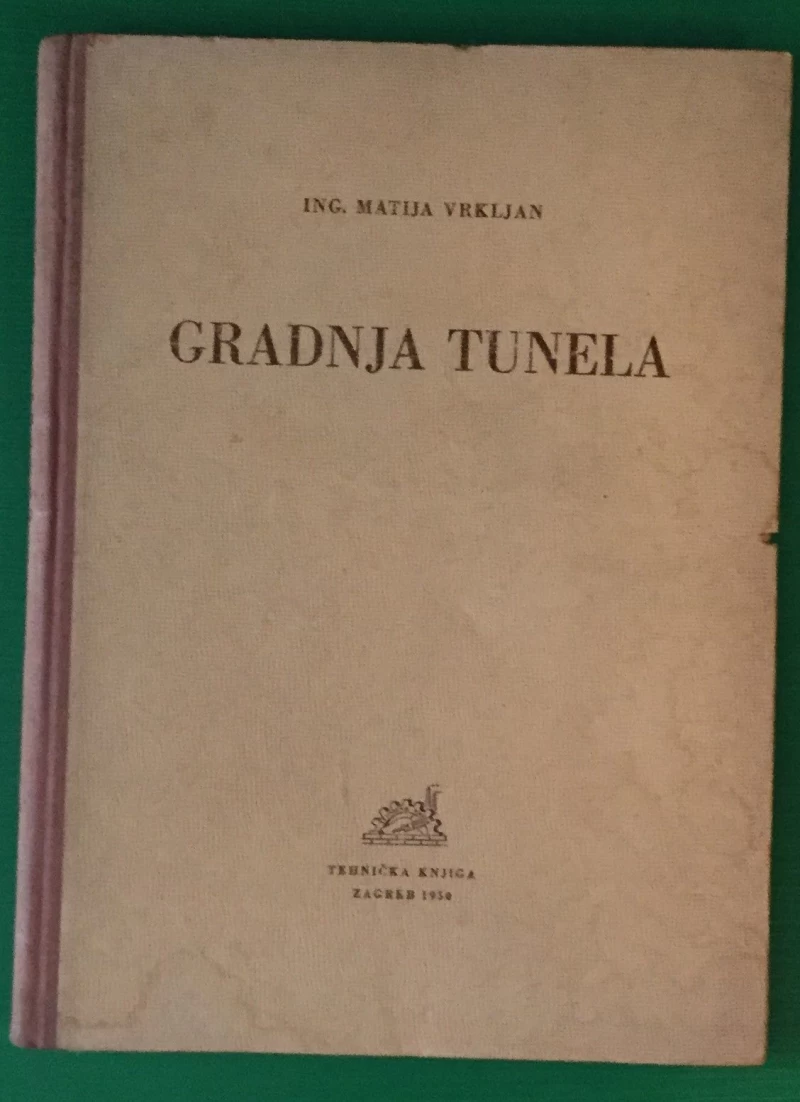 ING. MATIJA VRKLJAN
GRADNJA TUNELA
TEHNIČKA KNJIGA
ZAGREB 1950